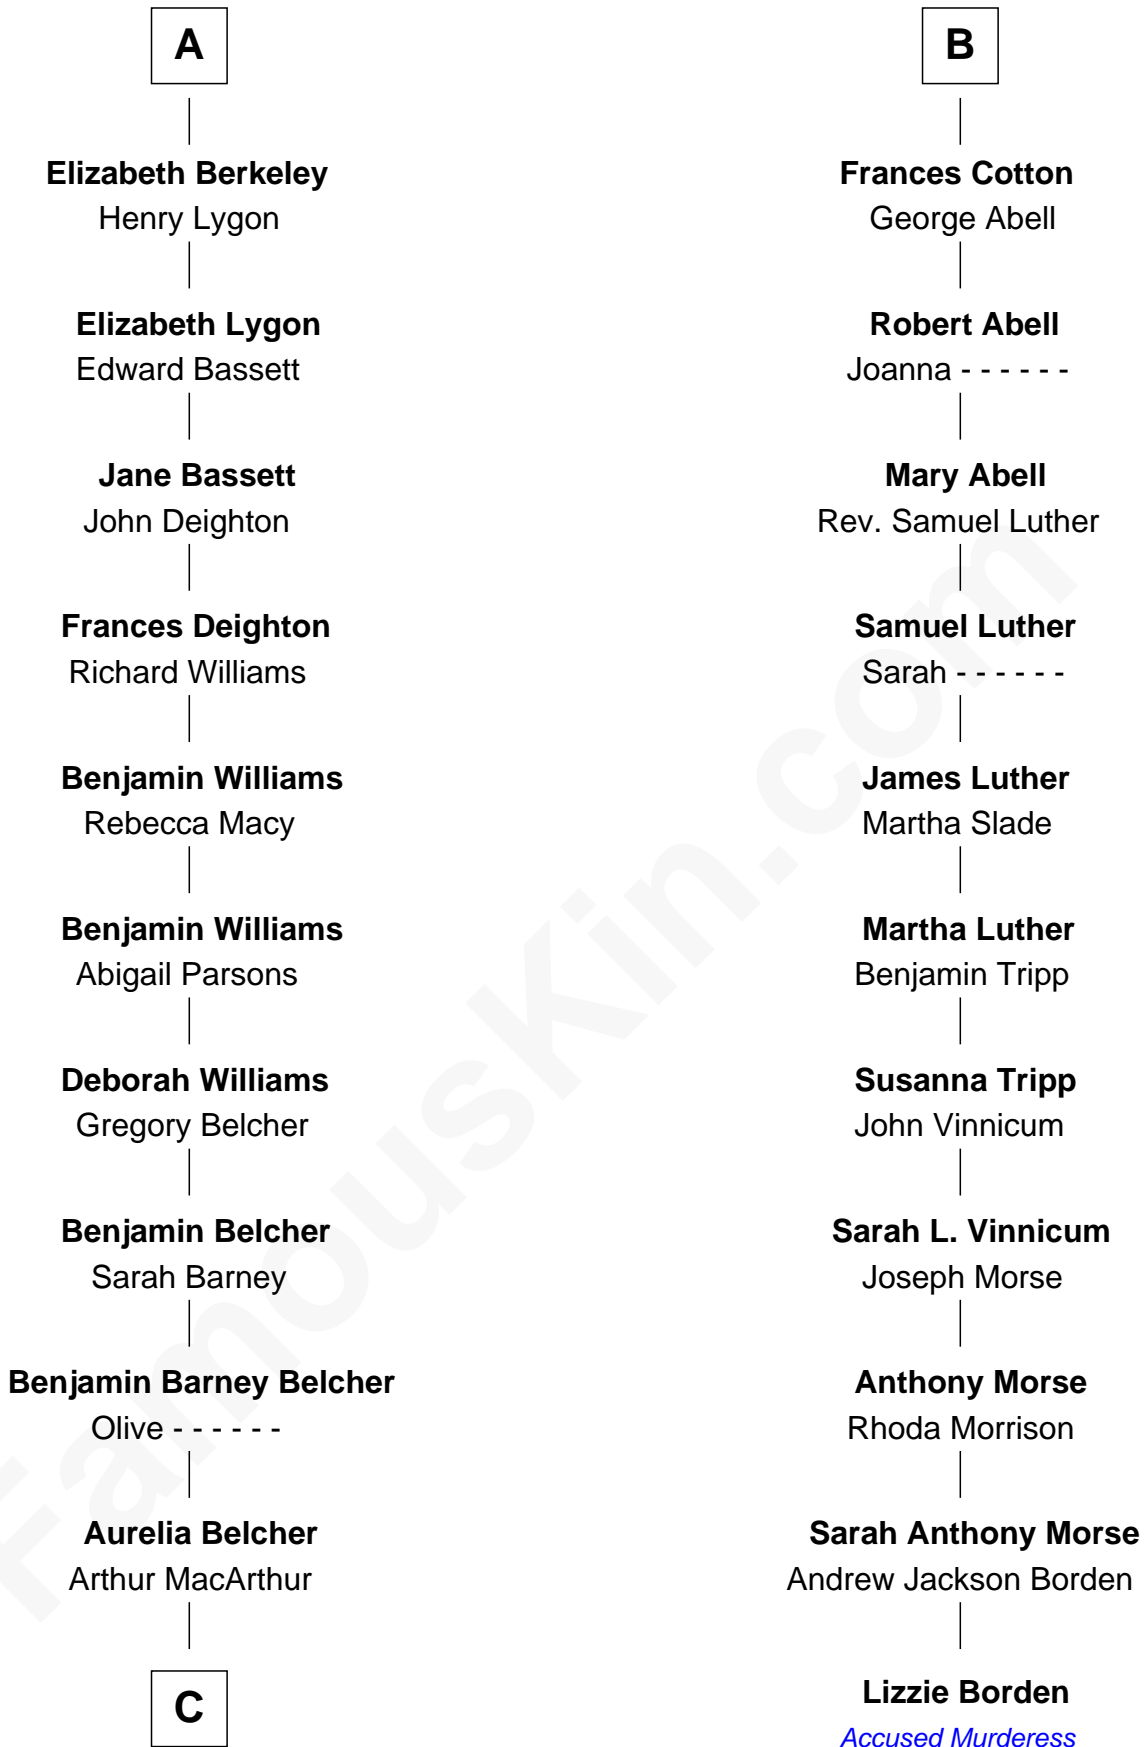 A
Elizabeth Berkeley
Henry Lygon
Elizabeth Lygon
Edward Bassett
Jane Bassett
John Deighton
Frances Deighton
Richard Williams
Benjamin Williams
Rebecca Macy
Benjamin Williams
Abigail Parsons
Deborah Williams
Gregory Belcher
Benjamin Belcher
Sarah Barney
Benjamin Barney Belcher
Olive - - - - - -
Aurelia Belcher
Arthur MacArthur
C
B
Frances Cotton
George Abell
Robert Abell
Joanna - - - - - -
Mary Abell
Rev. Samuel Luther
Samuel Luther
Sarah - - - - - -
James Luther
Martha Slade
Martha Luther
Benjamin Tripp
Susanna Tripp
John Vinnicum
Sarah L. Vinnicum
Joseph Morse
Anthony Morse
Rhoda Morrison
Sarah Anthony Morse
Andrew Jackson Borden
Lizzie Borden
Accused Murderess
FamousKin.com